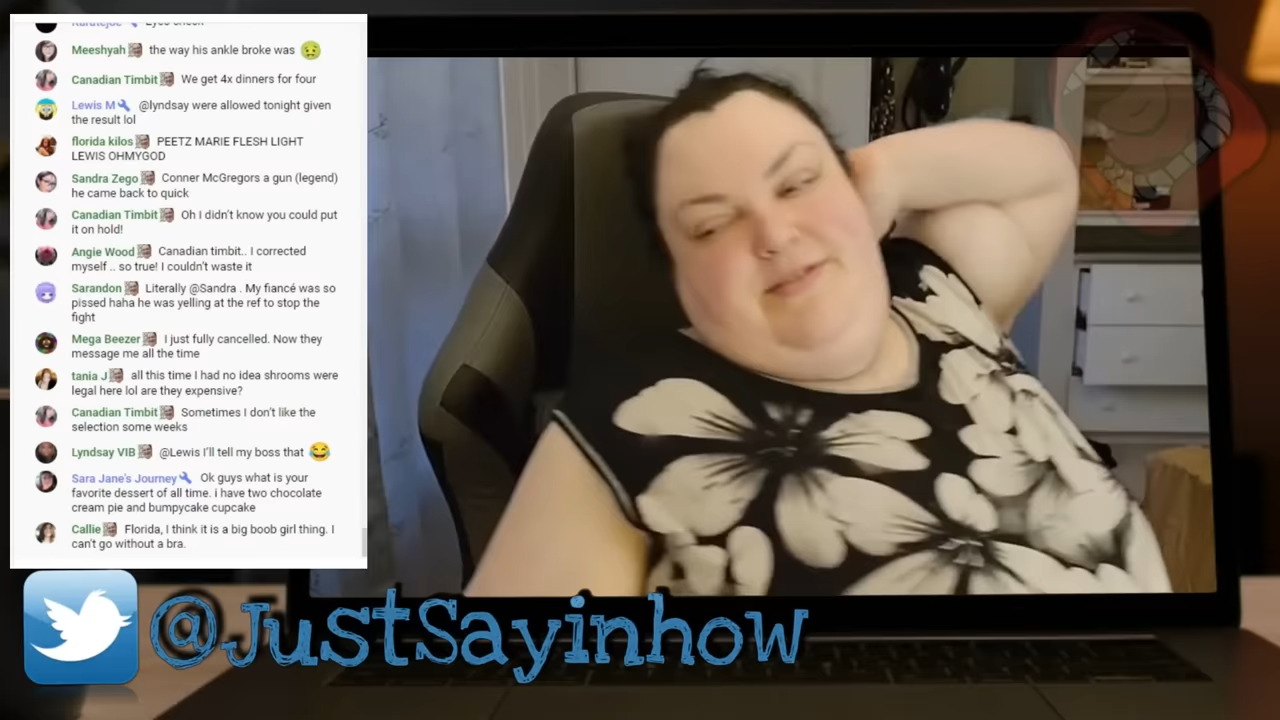 Meeshyah the way his ankle broke was 🤢
Canadian Timbit We get 4x dinners for four
Lewis M @lyndsay were allowed tonight given
the result lol
florida kilos PEETZ MARIE FLESH LIGHT
LEWIS OHMYGOD
Sandra Zego Conner McGregors a gun (legend)
he came back to quick
Canadian Timbit Oh I didn't know you could put
it on hold!
Angie Wood Canadian timbit.. I corrected
myself .. so true! I couldn't waste it
Sarandon Literally @Sandra . My fiancé was so
pissed haha he was yelling at the ref to stop the
fight
Mega Beezer I just fully cancelled. Now they
message me all the time
tania J all this time I had no idea shrooms were
legal here lol are they expensive?
Canadian Timbit Sometimes I don't like the
selection some weeks
Lyndsay VIB @Lewis I'll tell my boss that 😂
Sara Jane's Journey Ok guys what is your
favorite dessert of all time. i have two chocolate
cream pie and bumpycake cupcake
Callie Florida, I think it is a big boob girl thing. I
can't go without a bra.
@JustSayinhow